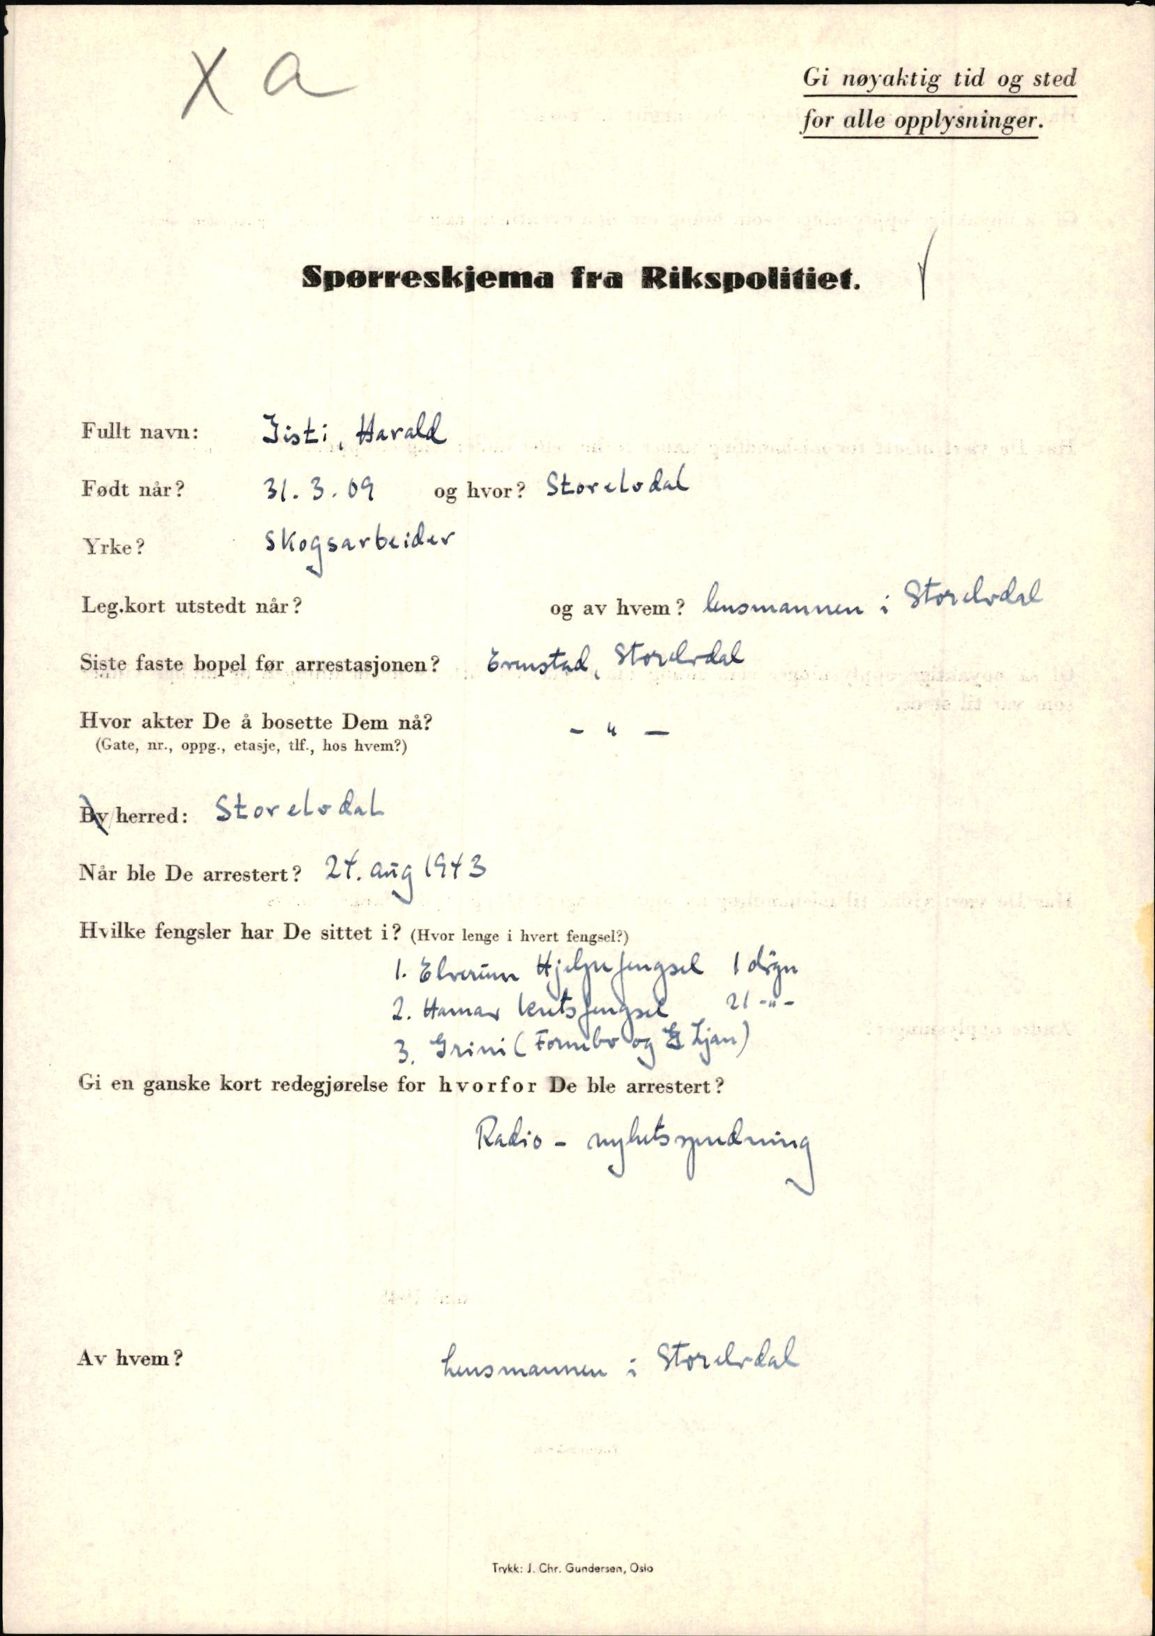 X a
Gi nøyaktig tid og sted
for alle opplysninger.
Spørreskjema fra Rikspolitiet.
Fullt navn: Jisti, Harald
Født når? 31. 3. 09 og hvor? Storelvdal
Yrke? Skogsarbeider
Leg.kort utstedt når? og av hvem? lensmannen i Storelvdal
Siste faste bopel før arrestasjonen? Evenstad, Storelvdal
Hvor akter De å bosette Dem nå? - " -
(Gate, nr., oppg., etasje, tlf., hos hvem?)
By/herred: Storelvdal
Når ble De arrestert? 24. aug 1943
Hvilke fengsler har De sittet i? (Hvor lenge i hvert fengsel?)
1. Elverum Hjelpefengsel 1 døgn
2. Hamar kretsfengsel 21 -"-
3. Grini (Fornebo og Ljan)
Gi en ganske kort redegjørelse for hvorfor De ble arrestert?
Radio - nyhetsspredning
Av hvem? Lensmannen i Storelvdal
Trykk: J. Chr. Gundersen, Oslo